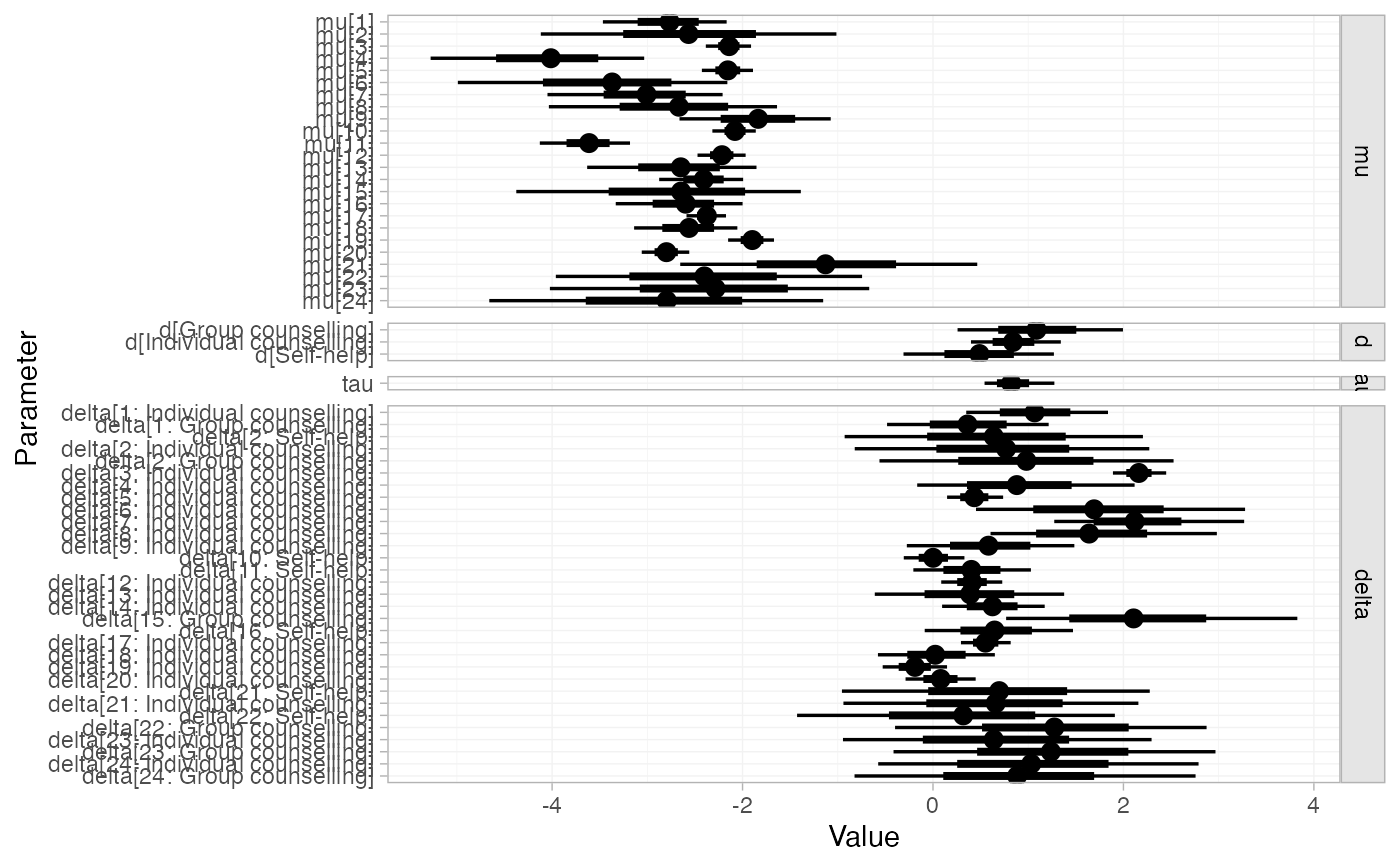 mu[1]
mu[2]
mu[3]
mu[4]
mu[5]
mu[6]
mu[7]
mu[8]
mu[9]
mu[10]
mu[11]
mu[12]
mu[13]
mu[14]
mu[15]
mu[16]
mu[17]
mu[18]
mu[19]
mu[20]
mu[21]
mu[22]
mu[23]
mu[24]
mu
d[Group counselling]
d[Individual counselling]
d[Self-help]
d
tau
au
delta[1: Individual counselling]
delta[1: Group counselling]
delta[2: Self-help]
delta[2: Individual counselling]
delta[2: Group counselling]
delta[3: Individual counselling]
delta[4: Individual counselling]
delta[5: Individual counselling]
delta[6: Individual counselling]
delta[7: Individual counselling]
delta[8: Individual counselling]
delta[9: Individual counselling]
delta[10: Self-help]
delta[11: Self-help]
delta[12: Individual counselling]
delta[13: Individual counselling]
delta[14: Individual counselling]
delta[15: Group counselling]
delta[16: Self-help]
delta[17: Individual counselling]
delta[18: Individual counselling]
delta[19: Individual counselling]
delta[20: Individual counselling]
delta[21: Self-help]
delta[21: Individual counselling]
delta[22: Self-help]
delta[22: Group counselling]
delta[23: Individual counselling]
delta[23: Group counselling]
delta[24: Individual counselling]
delta[24: Group counselling]
delta
Parameter
-4
-2
0
2
4
Value